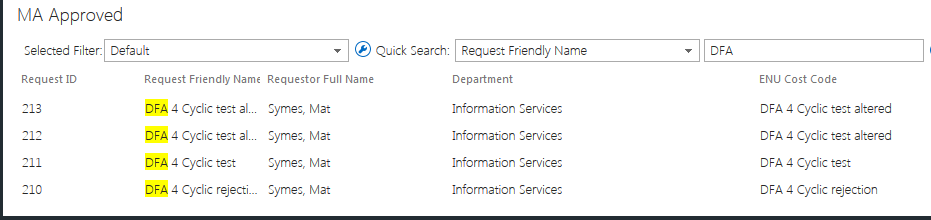 MA Approved
Selected Filter: Default Quick Search: Request Friendly Name DFA
Request ID Request Friendly Name Requestor Full Name Department ENU Cost Code
213 DFA 4 Cyclic test al... Symes, Mat Information Services DFA 4 Cyclic test altered
212 DFA 4 Cyclic test al... Symes, Mat Information Services DFA 4 Cyclic test altered
211 DFA 4 Cyclic test Symes, Mat Information Services DFA 4 Cyclic test
210 DFA 4 Cyclic rejecti... Symes, Mat Information Services DFA 4 Cyclic rejection